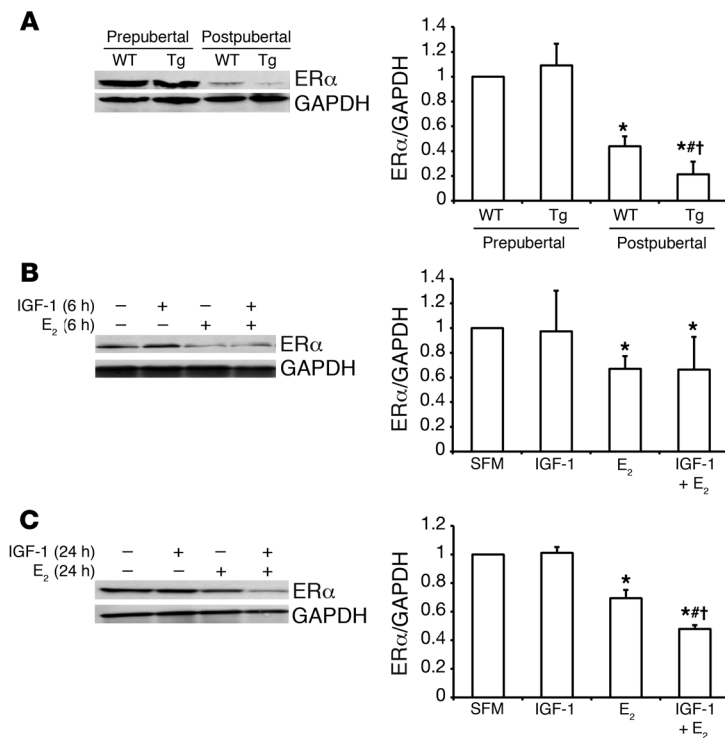 A
Prepubertal Postpubertal
WT Tg WT Tg
ERα
GAPDH
ERα/GAPDH
1.4
1.2
1
0.8
0.6
0.4
0.2
0
*
*#†
WT Tg WT Tg
Prepubertal Postpubertal
B
IGF-1 (6 h) – + – +
E₂ (6 h) – – + +
ERα
GAPDH
ERα/GAPDH
1.4
1.2
1
0.8
0.6
0.4
0.2
0
*
*
SFM IGF-1 E₂ IGF-1
+ E₂
C
IGF-1 (24 h) – + – +
E₂ (24 h) – – + +
ERα
GAPDH
ERα/GAPDH
1.2
1
0.8
0.6
0.4
0.2
0
*
*#†
SFM IGF-1 E₂ IGF-1
+ E₂